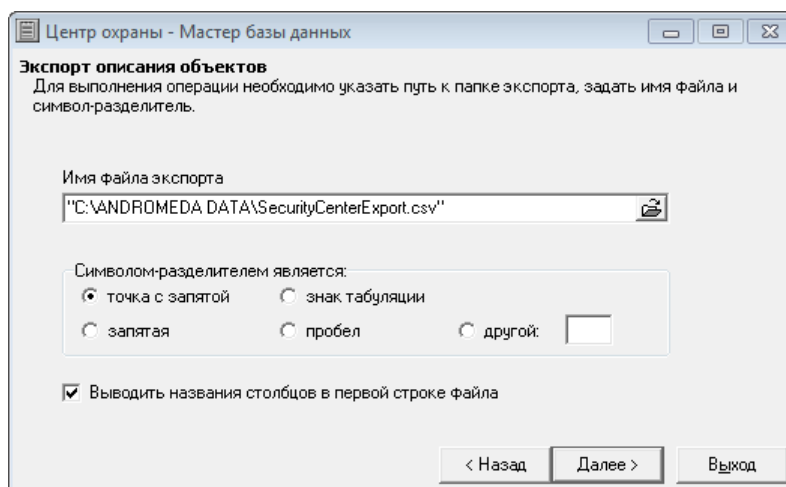 Центр охраны - Мастер базы данных
Экспорт описания объектов
Для выполнения операции необходимо указать путь к папке экспорта, задать имя файла и
символ-разделитель.
Имя файла экспорта
"C:\ANDROMEDA DATA\SecurityCenterExport.csv"
Символом-разделителем является:
точка с запятой
знак табуляции
запятая
пробел
другой:
Выводить названия столбцов в первой строке файла
< Назад
Далее >
Выход